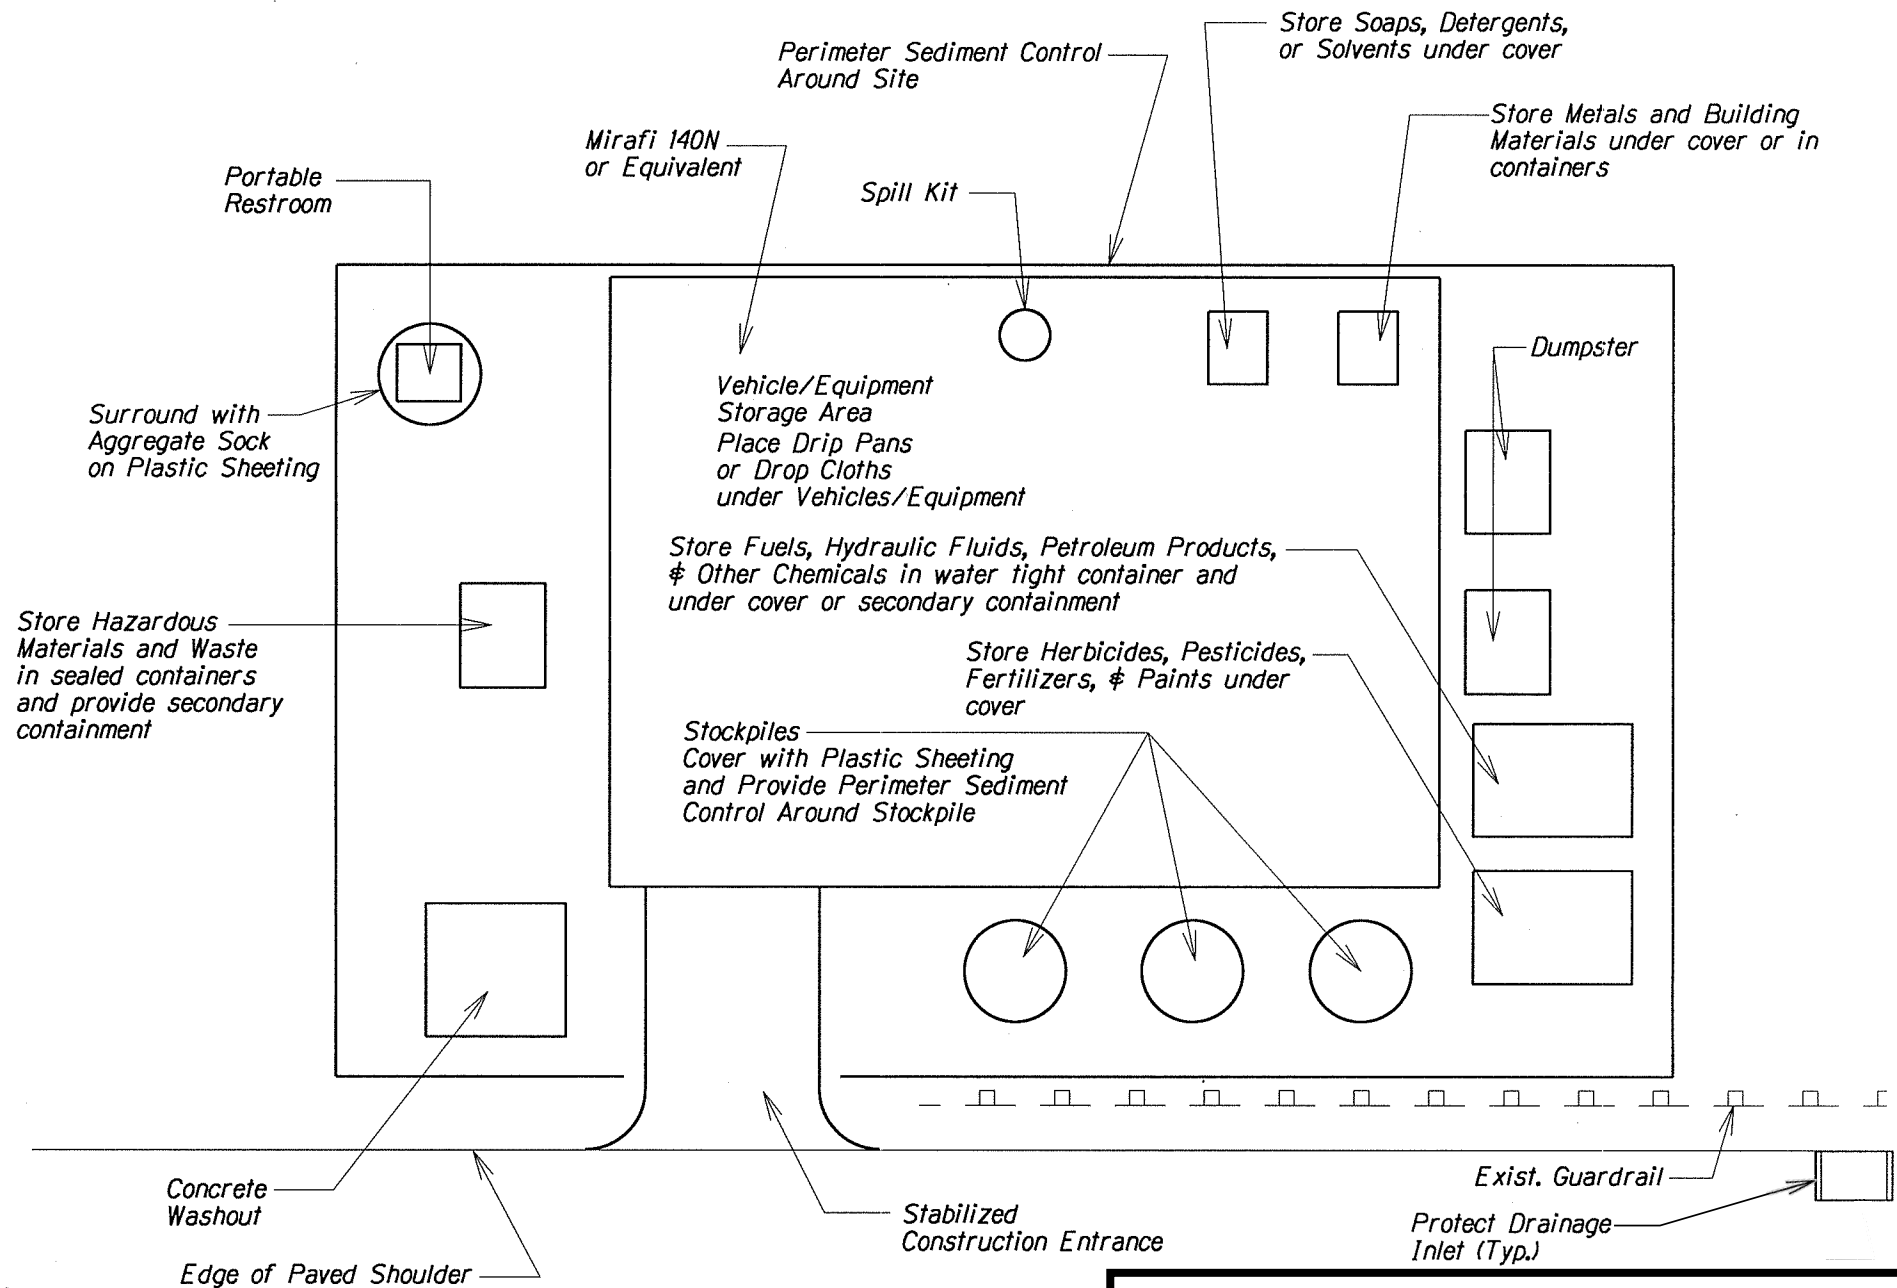 Store Soaps, Detergents,
or Solvents under cover
Perimeter Sediment Control
Around Site
Store Metals and Building
Materials under cover or in
containers
Mirafi 140N
or Equivalent
Portable
Restroom
Spill Kit
Dumpster
Vehicle/Equipment
Storage Area
Place Drip Pans
or Drop Cloths
under Vehicles/Equipment
Surround with
Aggregate Sock
on Plastic Sheeting
Store Fuels, Hydraulic Fluids, Petroleum Products,
& Other Chemicals in water tight container and
under cover or secondary containment
Store Hazardous
Materials and Waste
in sealed containers
and provide secondary
containment
Store Herbicides, Pesticides,
Fertilizers, & Paints under
cover
Stockpiles
Cover with Plastic Sheeting
and Provide Perimeter Sediment
Control Around Stockpile
Concrete
Washout
Exist. Guardrail
Stabilized
Construction Entrance
Protect Drainage
Inlet (Typ.)
Edge of Paved Shoulder